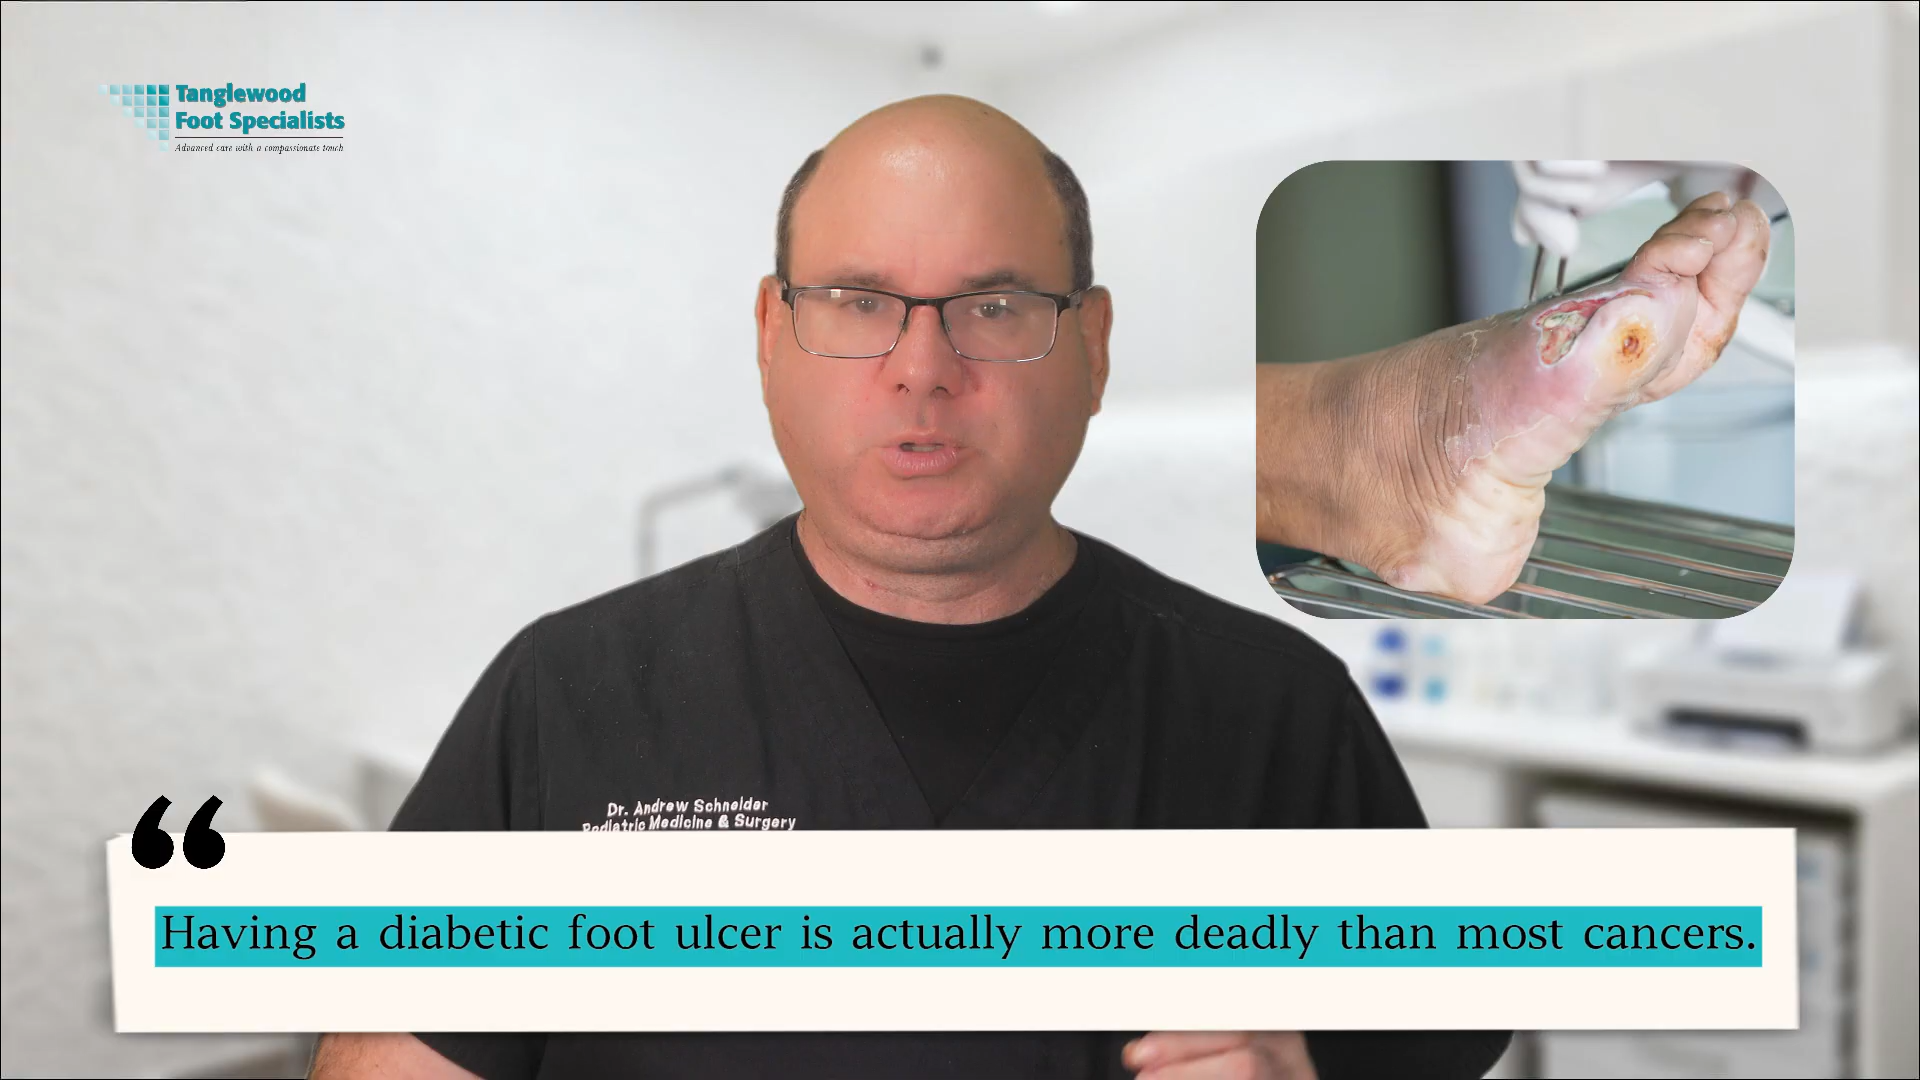 Tanglewood
Foot Specialists
Advanced care with a compassionate touch
Dr. Andrew Schneider
Podiatric Medicine & Surgery
“
Having a diabetic foot ulcer is actually more deadly than most cancers.